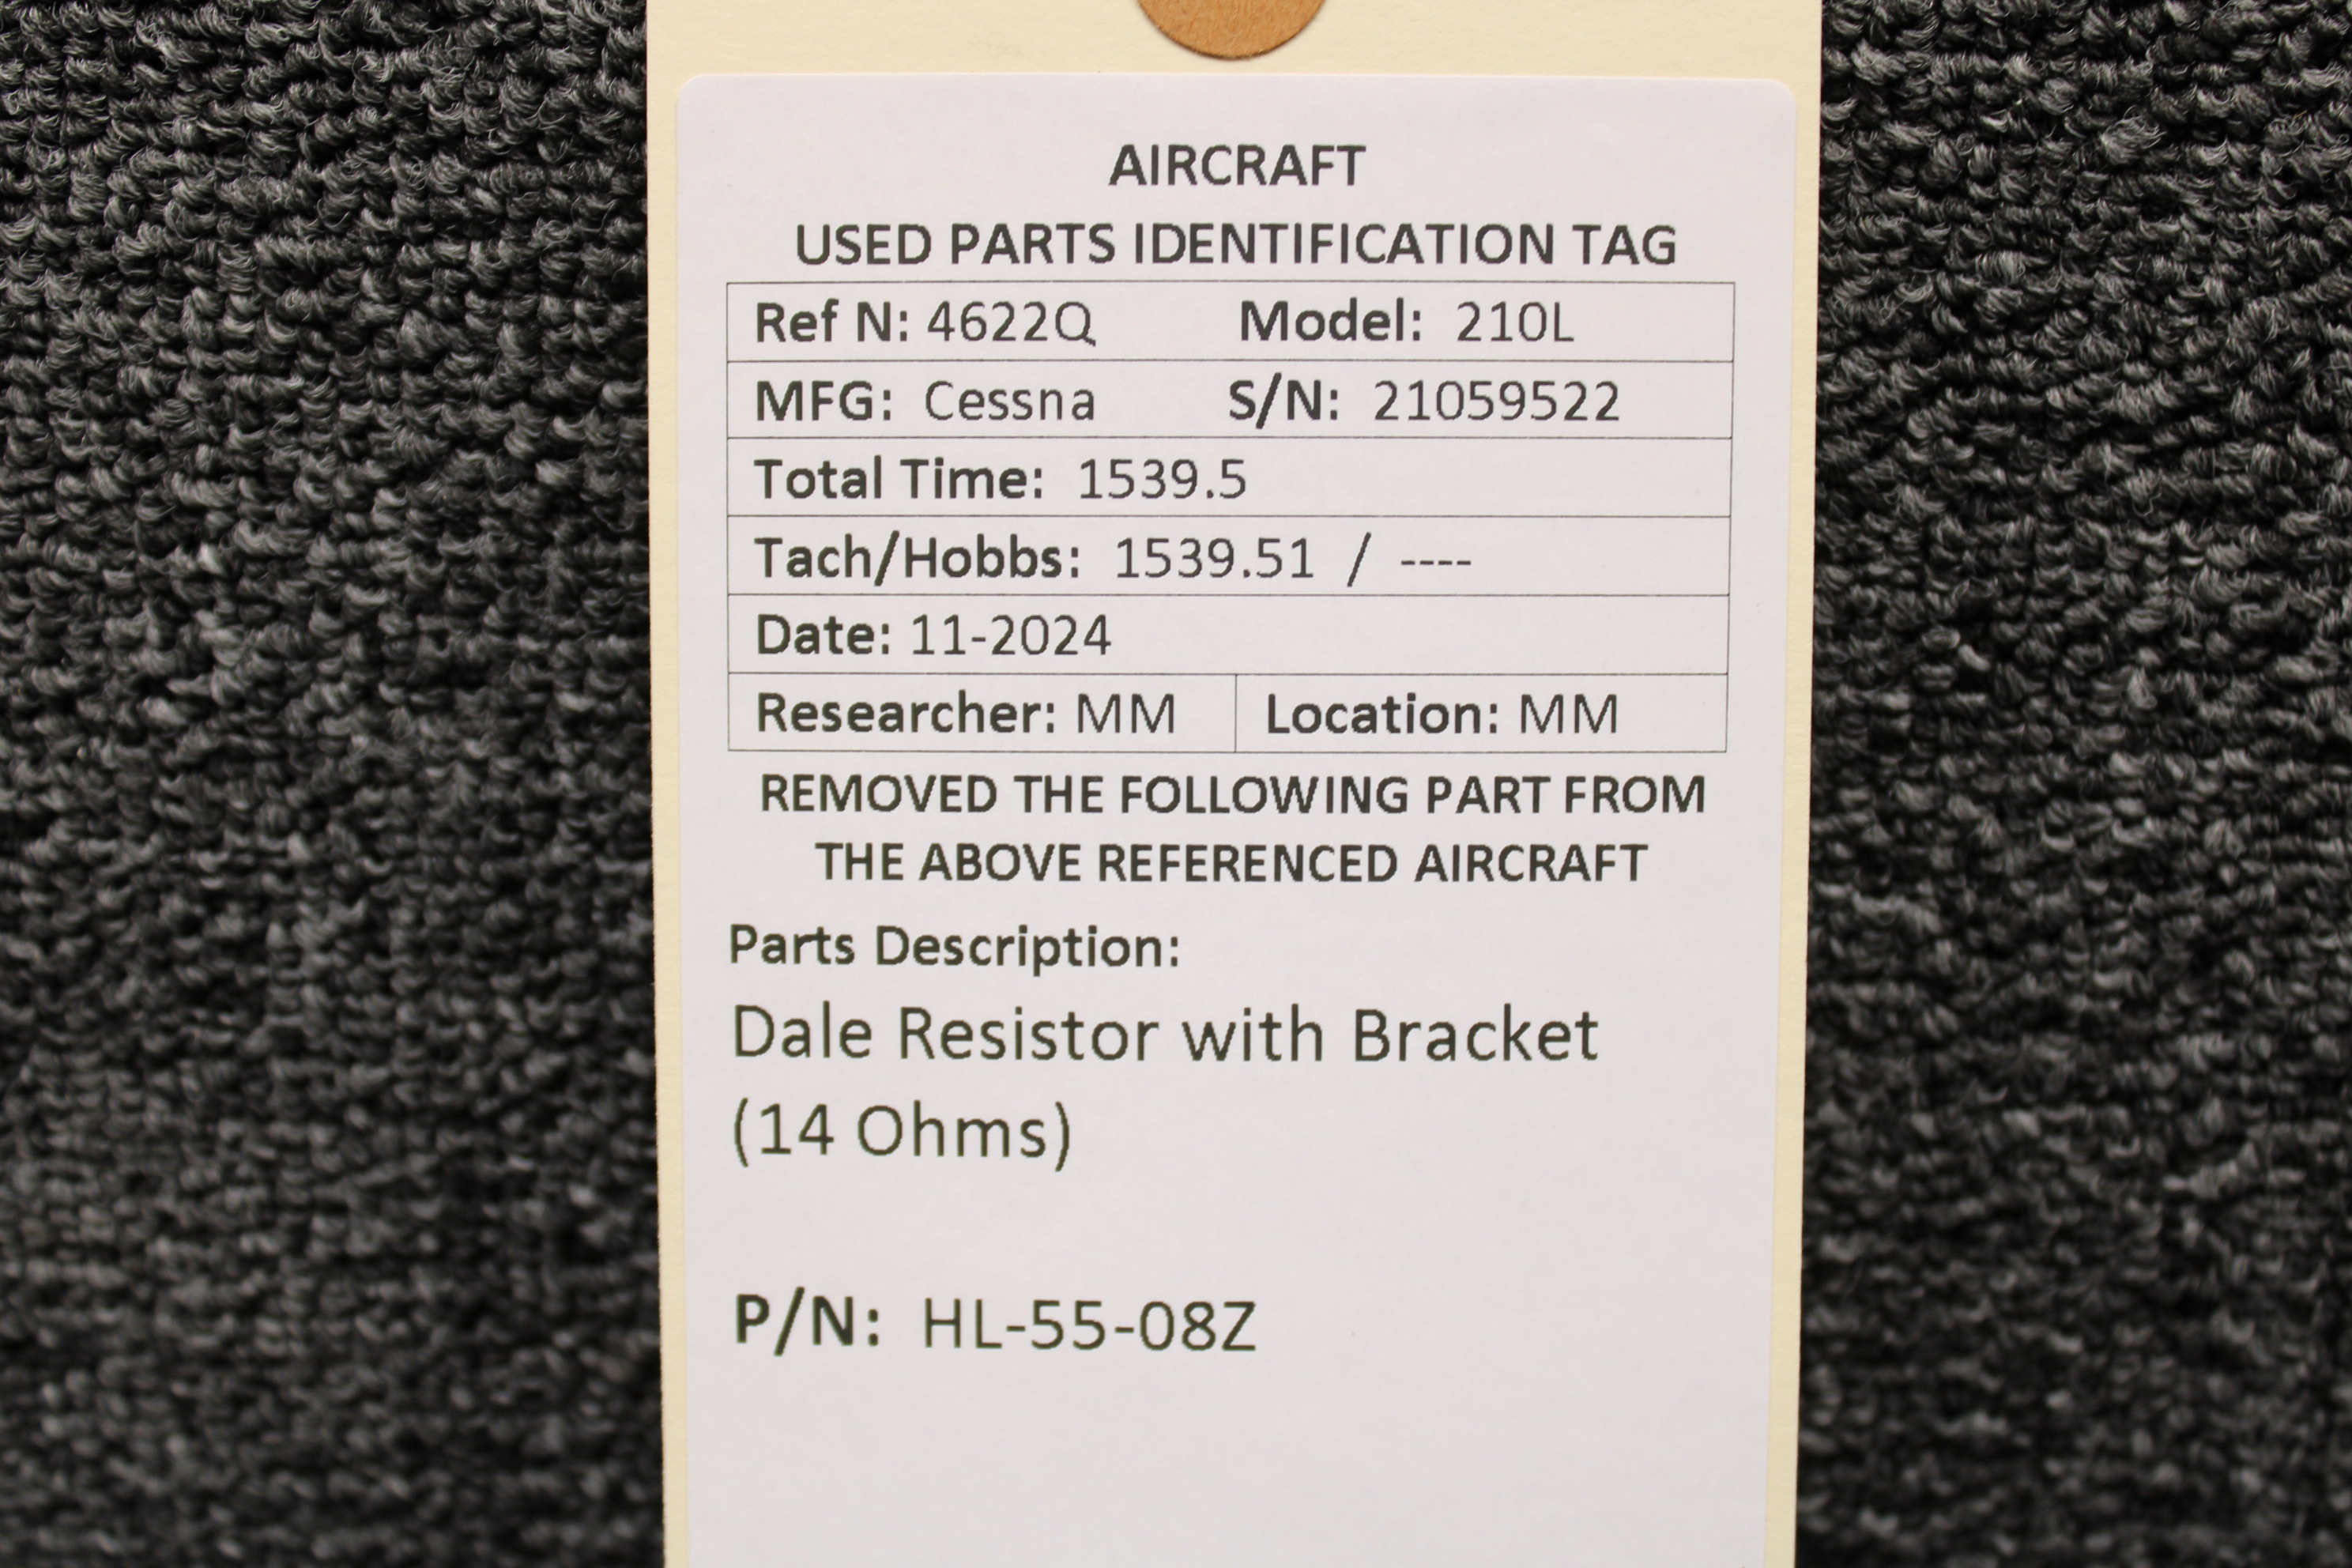 AIRCRAFT
USED PARTS IDENTIFICATION TAG
Ref N: 4622Q Model: 210L
MFG: Cessna S/N: 21059522
Total Time: 1539.5
Tach/Hobbs: 1539.51 / ----
Date: 11-2024
Researcher: MM Location: MM
REMOVED THE FOLLOWING PART FROM
THE ABOVE REFERENCED AIRCRAFT
Parts Description:
Dale Resistor with Bracket
(14 Ohms)
P/N: HL-55-08Z